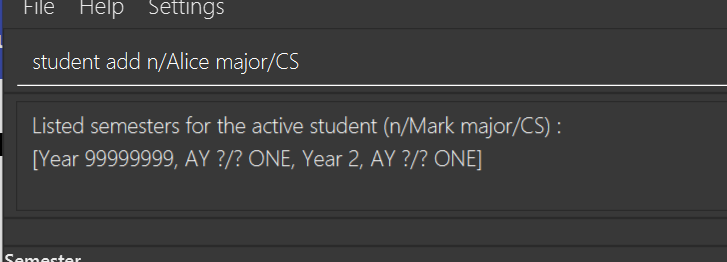 File Help Settings
student add n/Alice major/CS
Listed semesters for the active student (n/Mark major/CS) :
[Year 99999999, AY ?/? ONE, Year 2, AY ?/? ONE]
Semester